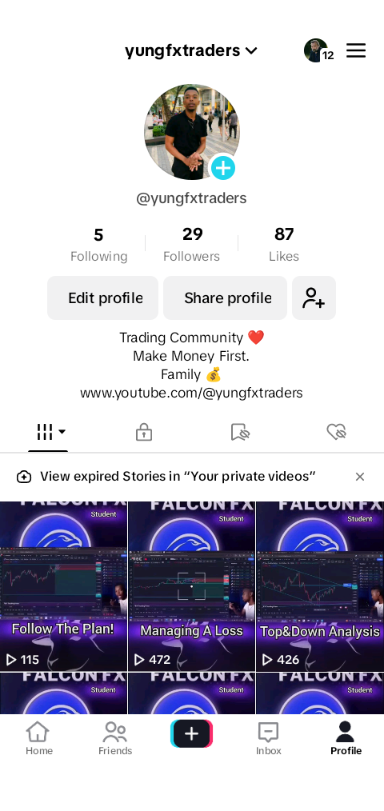 yungfxtraders
12
@yungfxtraders
5
Following
29
Followers
87
Likes
Edit profile
Share profile
Trading Community ❤️
Make Money First.
Family 💰
www.youtube.com/@yungfxtraders
View expired Stories in “Your private videos”
FALCON FX
Student
Follow The Plan!
115
FALCON FX
Student
Managing A Loss
472
FALCON FX
Student
Top&Down Analysis
426
FALCON FX
Student
FALCON FX
Student
FALCON FX
Student
Home
Friends
Inbox
Profile